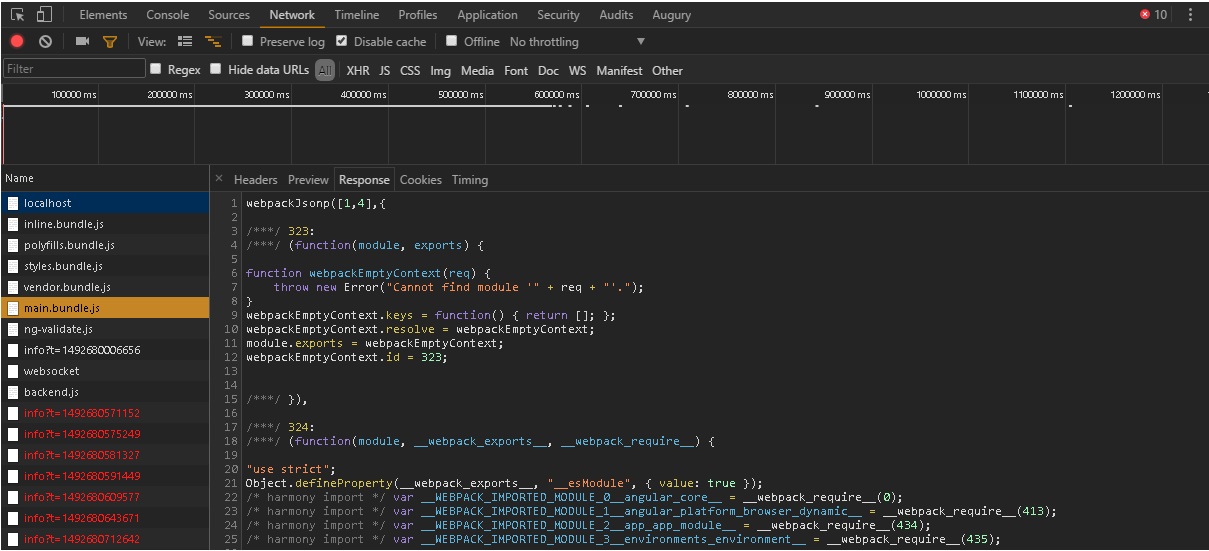 Elements Console Sources Network Timeline Profiles Application Security Audits Augury 10
View: Preserve log Disable cache Offline No throttling
Filter Regex Hide data URLs All XHR JS CSS Img Media Font Doc WS Manifest Other
100000 ms 200000 ms 300000 ms 400000 ms 500000 ms 600000 ms 700000 ms 800000 ms 900000 ms 1000000 ms 1100000 ms 1200000 ms
Name
localhost
inline.bundle.js
polyfills.bundle.js
styles.bundle.js
vendor.bundle.js
main.bundle.js
ng-validate.js
info?t=1492680006656
websocket
backend.js
info?t=1492680571152
info?t=1492680575249
info?t=1492680581327
info?t=1492680591449
info?t=1492680609577
info?t=1492680643671
info?t=1492680712642
× Headers Preview Response Cookies Timing
1 webpackJsonp([1,4],{
2
3 /***/ 323:
4 /***/ (function(module, exports) {
5
6 function webpackEmptyContext(req) {
7 throw new Error("Cannot find module '" + req + "'.");
8 }
9 webpackEmptyContext.keys = function() { return []; };
10 webpackEmptyContext.resolve = webpackEmptyContext;
11 module.exports = webpackEmptyContext;
12 webpackEmptyContext.id = 323;
13
14
15 /***/ }),
16
17 /***/ 324:
18 /***/ (function(module, __webpack_exports__, __webpack_require__) {
19
20 "use strict";
21 Object.defineProperty(__webpack_exports__, "__esModule", { value: true });
22 /* harmony import */ var __WEBPACK_IMPORTED_MODULE_0__angular_core__ = __webpack_require__(0);
23 /* harmony import */ var __WEBPACK_IMPORTED_MODULE_1__angular_platform_browser_dynamic__ = __webpack_require__(413);
24 /* harmony import */ var __WEBPACK_IMPORTED_MODULE_2__app_app_module__ = __webpack_require__(434);
25 /* harmony import */ var __WEBPACK_IMPORTED_MODULE_3__environments_environment__ = __webpack_require__(435);